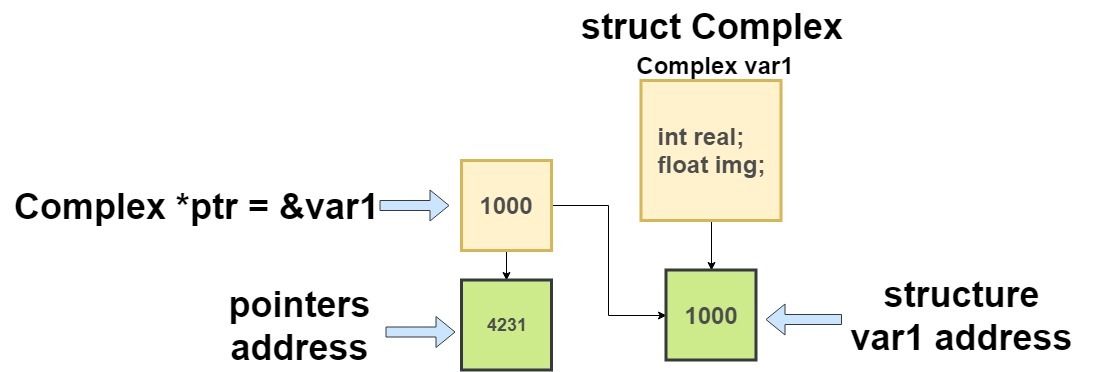 struct Complex
Complex var1
int real;
float img;
Complex *ptr = &var1
1000
pointers
address
4231
1000
structure
var1 address